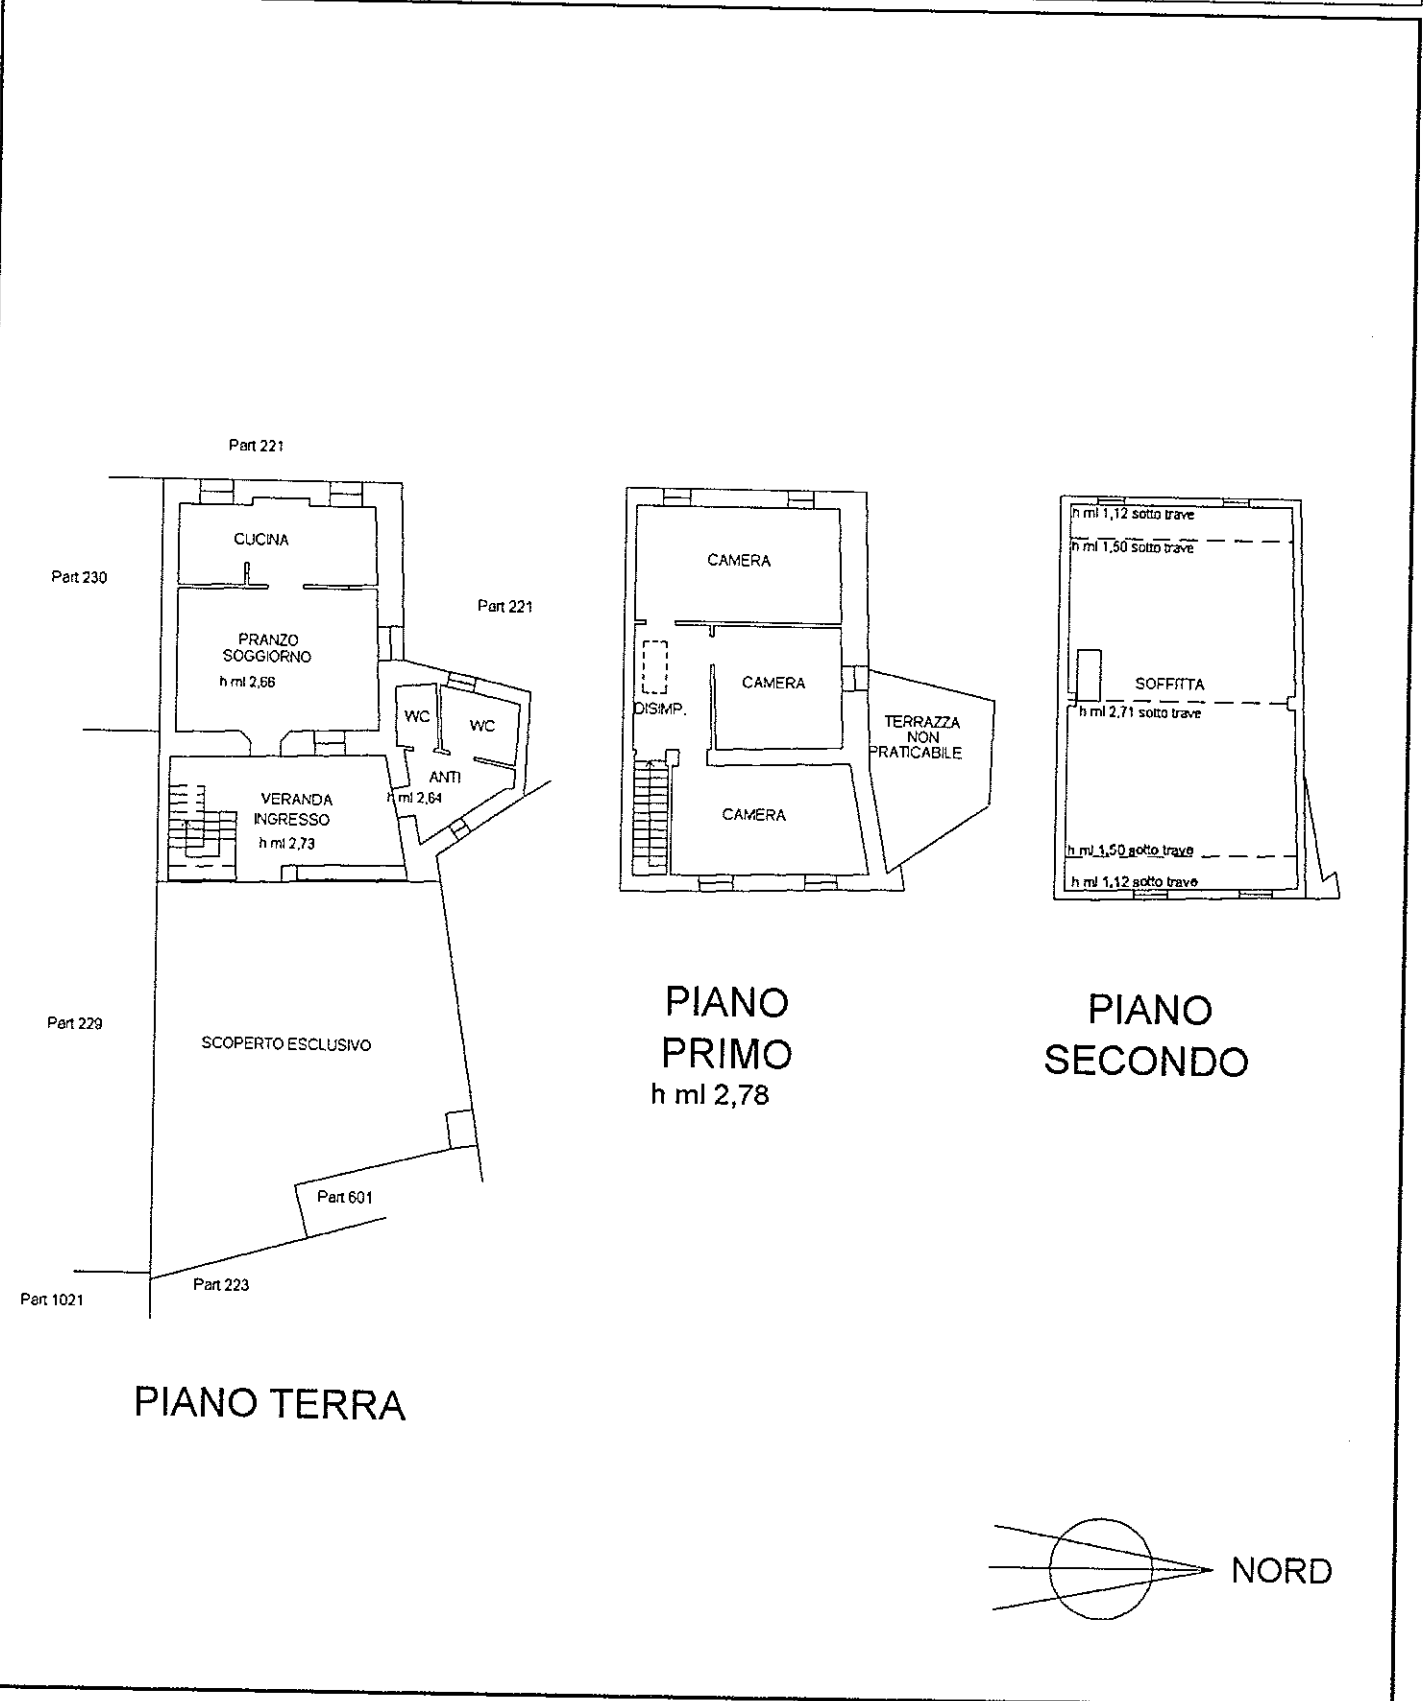 Part 221
Part 230
Part 221
CUCINA
PRANZO
SOGGIORNO
h ml 2,66
WC
WC
ANTI
h ml 2,64
VERANDA
INGRESSO
h ml 2,73
Part 229
SCOPERTO ESCLUSIVO
Part 601
Part 223
Part 1021
PIANO TERRA
CAMERA
CAMERA
DISIMP.
CAMERA
TERRAZZA
NON
PRATICABILE
PIANO
PRIMO
h ml 2,78
h ml 1,12 sotto trave
h ml 1,50 sotto trave
SOFFITTA
h ml 2,71 sotto trave
h ml 1,50 sotto trave
h ml 1,12 sotto trave
PIANO
SECONDO
NORD